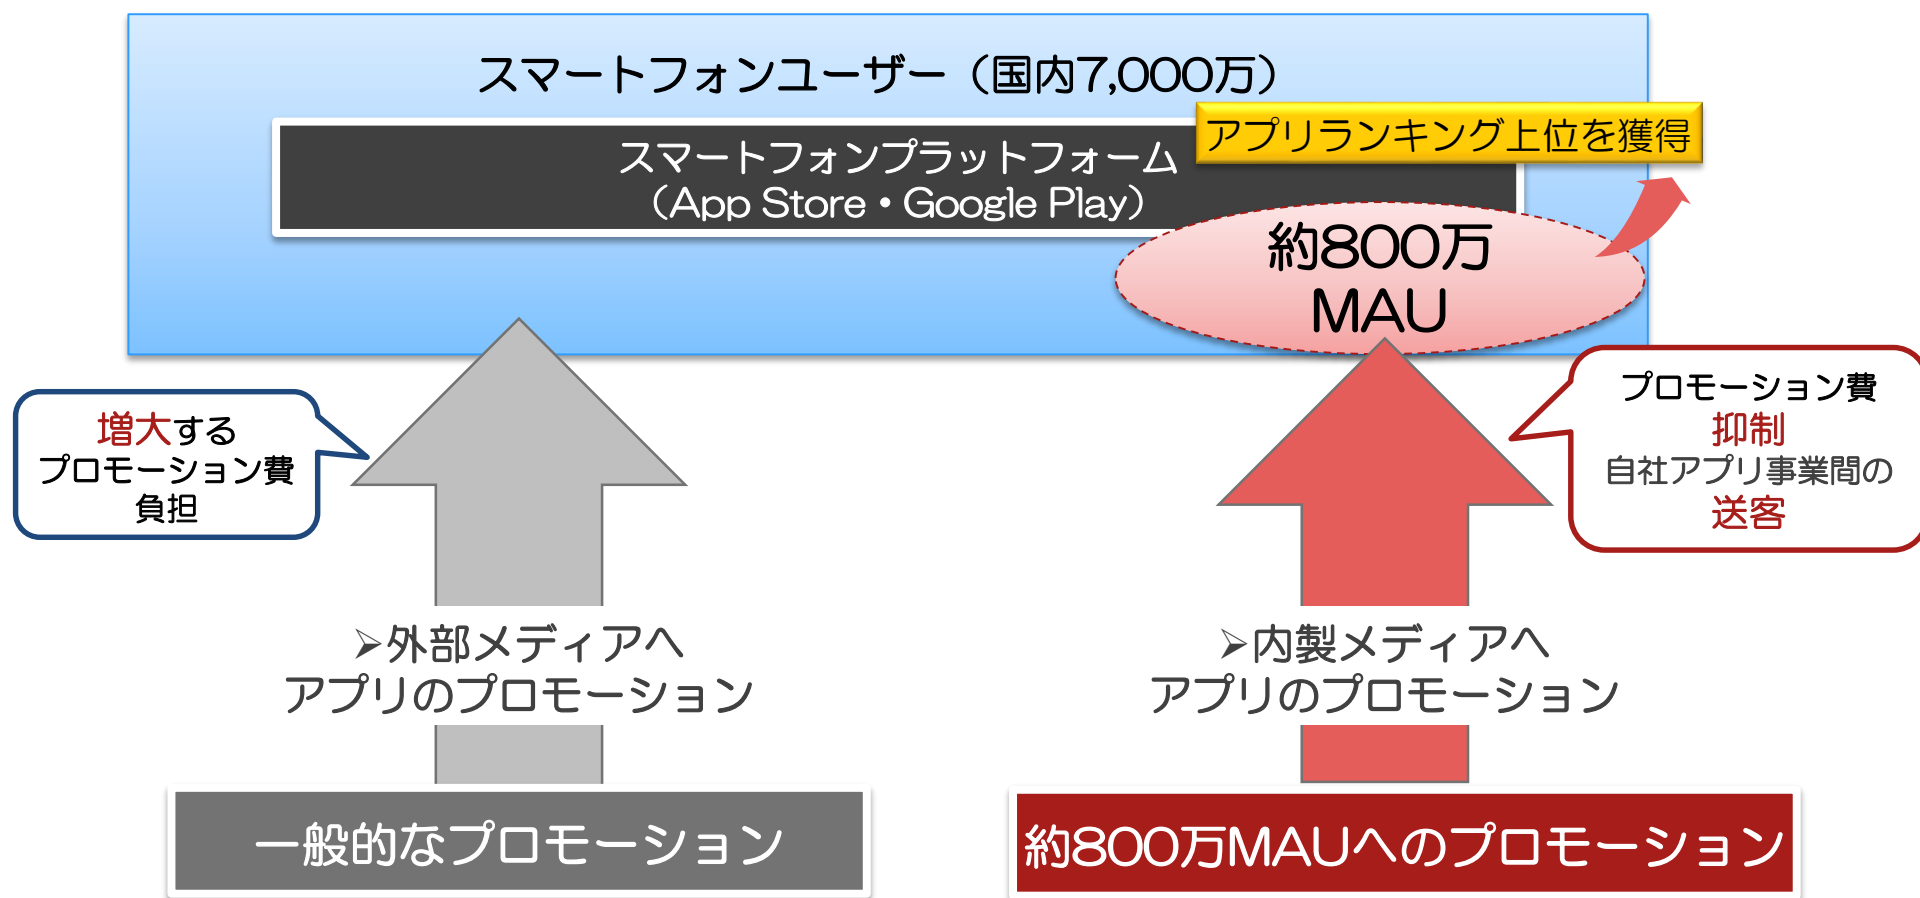 スマートフォンユーザー（国内7,000万）
アプリランキング上位を獲得
スマートフォンプラットフォーム
（App Store・Google Play）
約800万
MAU
増大する
プロモーション費
負担
プロモーション費
抑制
自社アプリ事業間の
送客
➢外部メディアへ
アプリのプロモーション
➢内製メディアへ
アプリのプロモーション
一般的なプロモーション
約800万MAUへのプロモーション